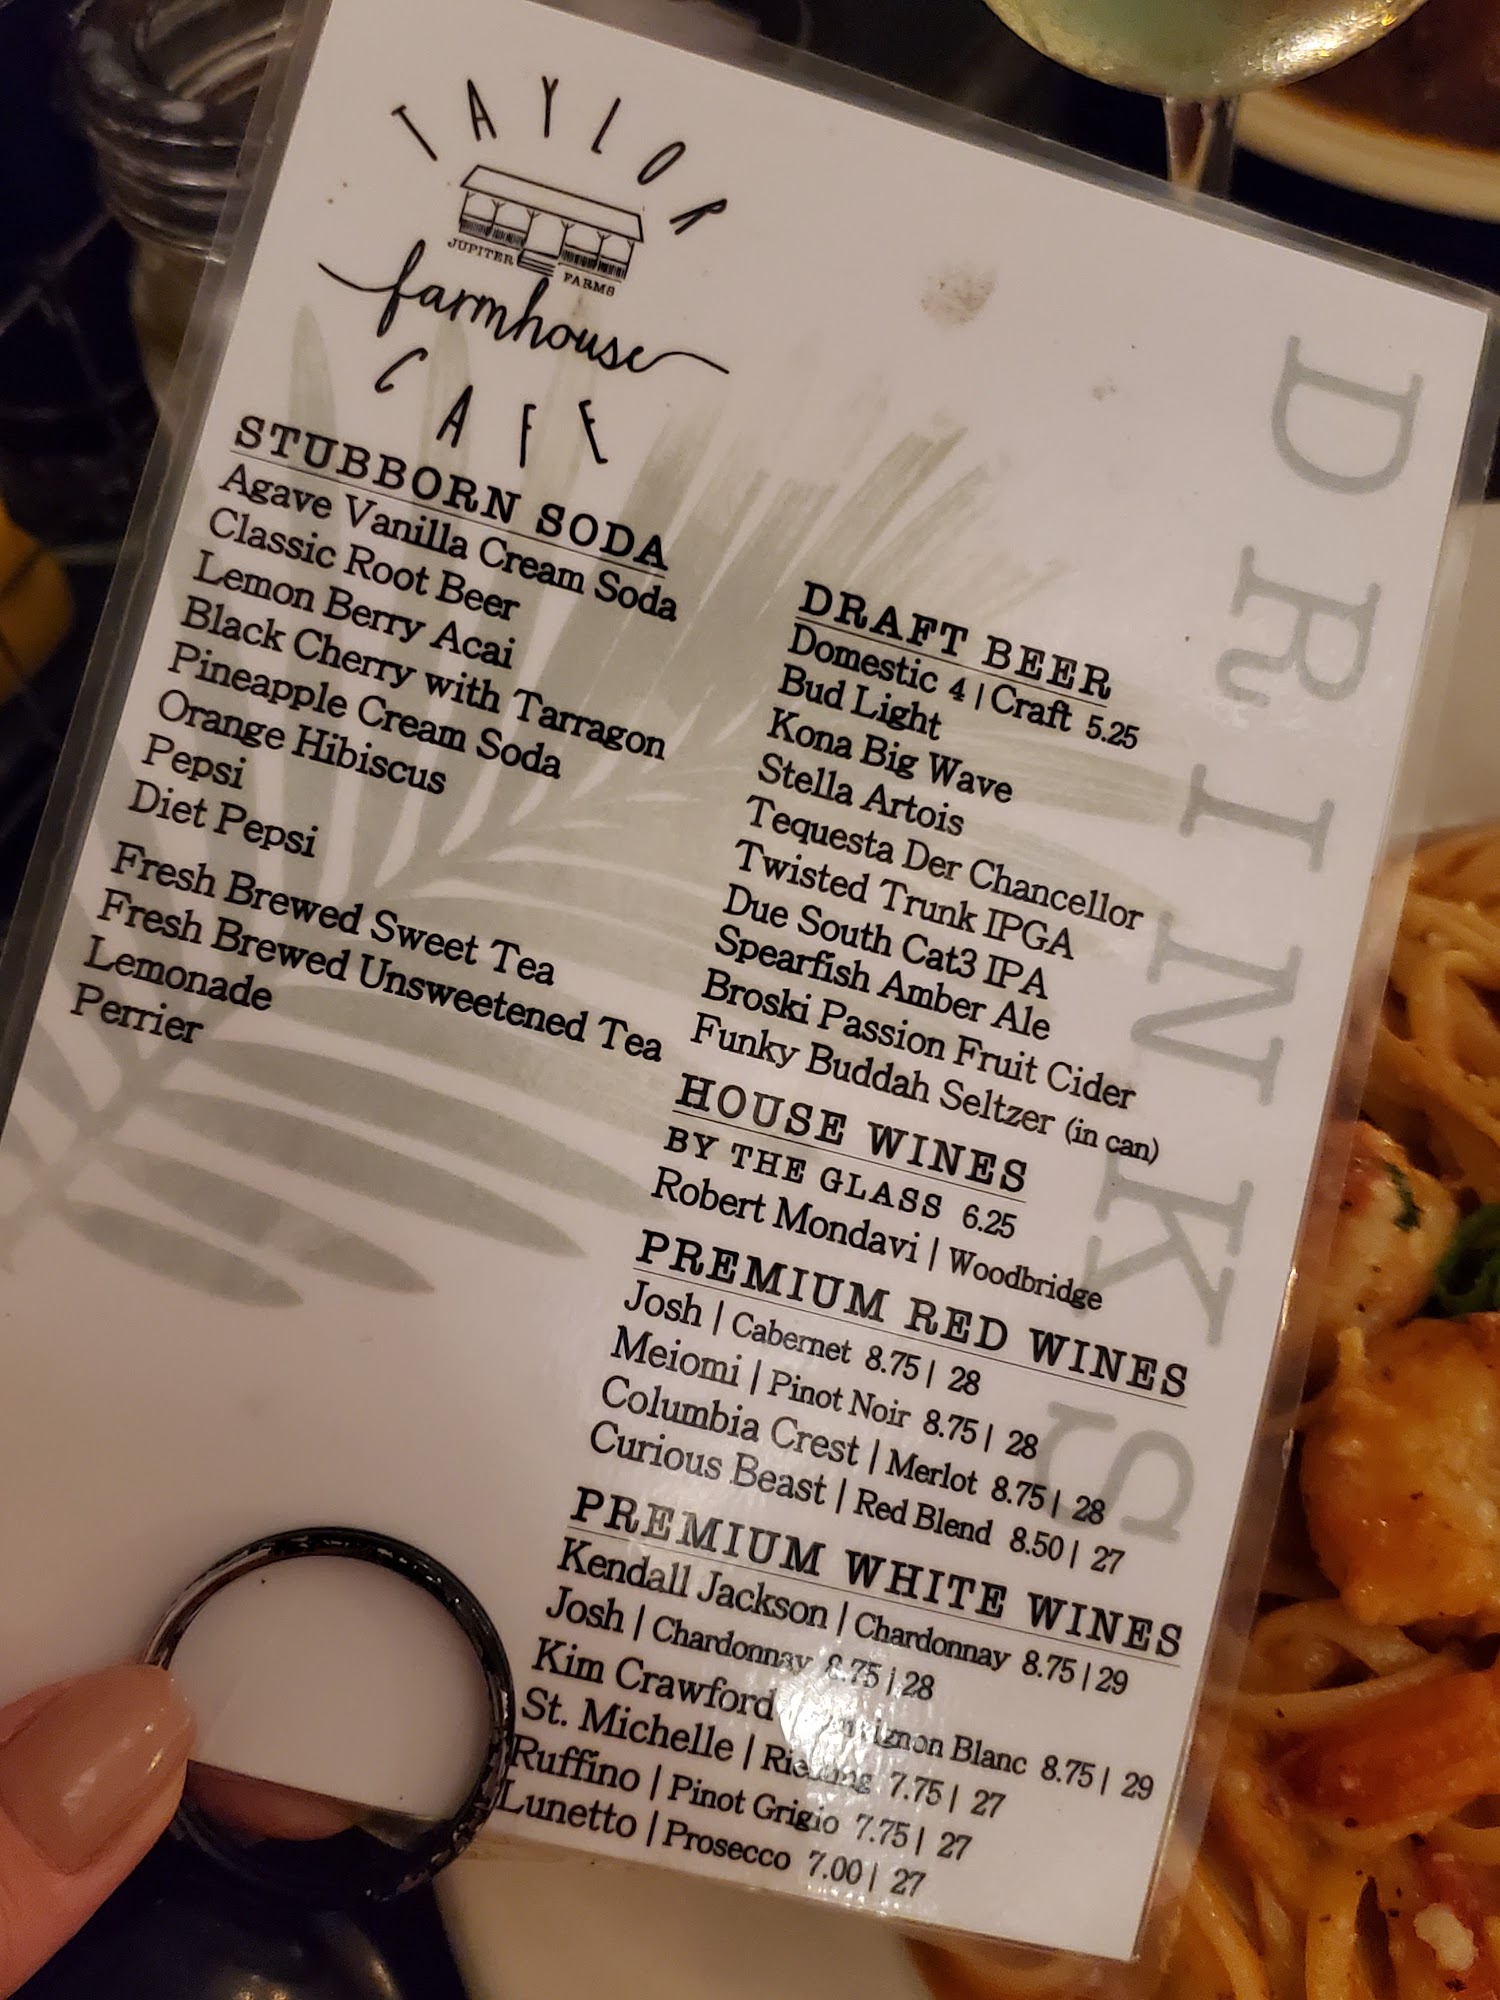 TAYLOR
JUPITER FARMS
farmhouse
CAFE
DRINKS
STUBBORN SODA
Agave Vanilla Cream Soda
Classic Root Beer
Lemon Berry Acai
Black Cherry with Tarragon
Pineapple Cream Soda
Orange Hibiscus
Pepsi
Diet Pepsi
Fresh Brewed Sweet Tea
Fresh Brewed Unsweetened Tea
Lemonade
Perrier
DRAFT BEER
Domestic 4 | Craft 5.25
Bud Light
Kona Big Wave
Stella Artois
Tequesta Der Chancellor
Twisted Trunk IPGA
Due South Cat3 IPA
Spearfish Amber Ale
Broski Passion Fruit Cider
Funky Buddah Seltzer (in can)
HOUSE WINES
BY THE GLASS 6.25
Robert Mondavi | Woodbridge
PREMIUM RED WINES
Josh | Cabernet 8.75 | 28
Meiomi | Pinot Noir 8.75 | 28
Columbia Crest | Merlot 8.75 | 28
Curious Beast | Red Blend 8.50 | 27
PREMIUM WHITE WINES
Kendall Jackson | Chardonnay 8.75 | 29
Josh | Chardonnay 8.75 | 28
Kim Crawford Blanc 8.75 | 29
St. Michelle | Riesling 7.75 | 27
Ruffino | Pinot Grigio 7.75 | 27
Lunetto | Prosecco 7.00 | 27